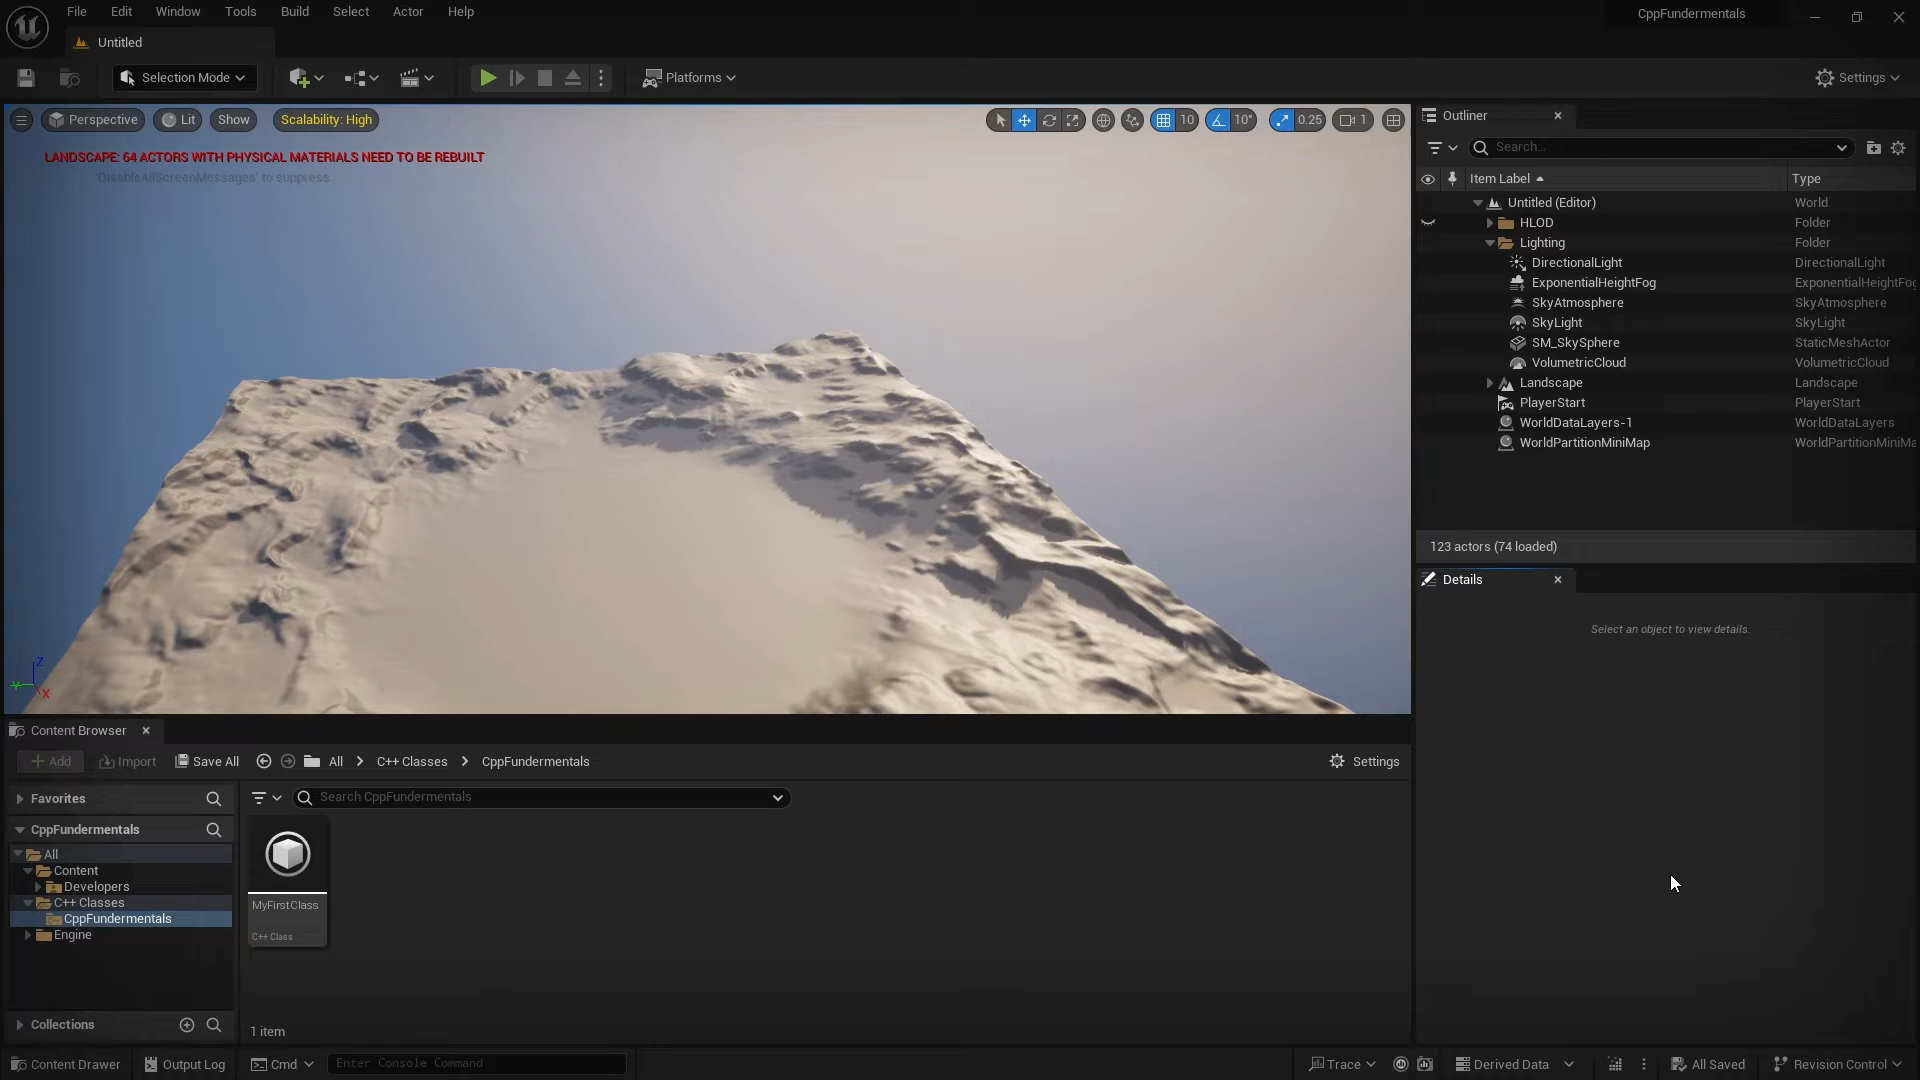 File Edit Window Tools Build Select Actor Help
CppFundermentals
Untitled
Selection Mode
Platforms
Settings
Perspective Lit Show Scalability: High
10 10° 0.25 1
LANDSCAPE: 64 ACTORS WITH PHYSICAL MATERIALS NEED TO BE REBUILT
'DisableAllScreenMessages' to suppress
Z
Y
X
Outliner
Search...
Item Label Type
Untitled (Editor) World
HLOD Folder
Lighting Folder
DirectionalLight DirectionalLight
ExponentialHeightFog ExponentialHeightFog
SkyAtmosphere SkyAtmosphere
SkyLight SkyLight
SM_SkySphere StaticMeshActor
VolumetricCloud VolumetricCloud
Landscape Landscape
PlayerStart PlayerStart
WorldDataLayers-1 WorldDataLayers
WorldPartitionMiniMap WorldPartitionMiniMa
123 actors (74 loaded)
Details
Select an object to view details.
Content Browser
Add Import Save All All C++ Classes CppFundermentals Settings
Favorites
Search CppFundermentals
CppFundermentals
All
Content
Developers
C++ Classes
CppFundermentals
Engine
MyFirstClass
C++ Class
Collections
1 item
Content Drawer Output Log Cmd Enter Console Command Trace Derived Data All Saved Revision Control